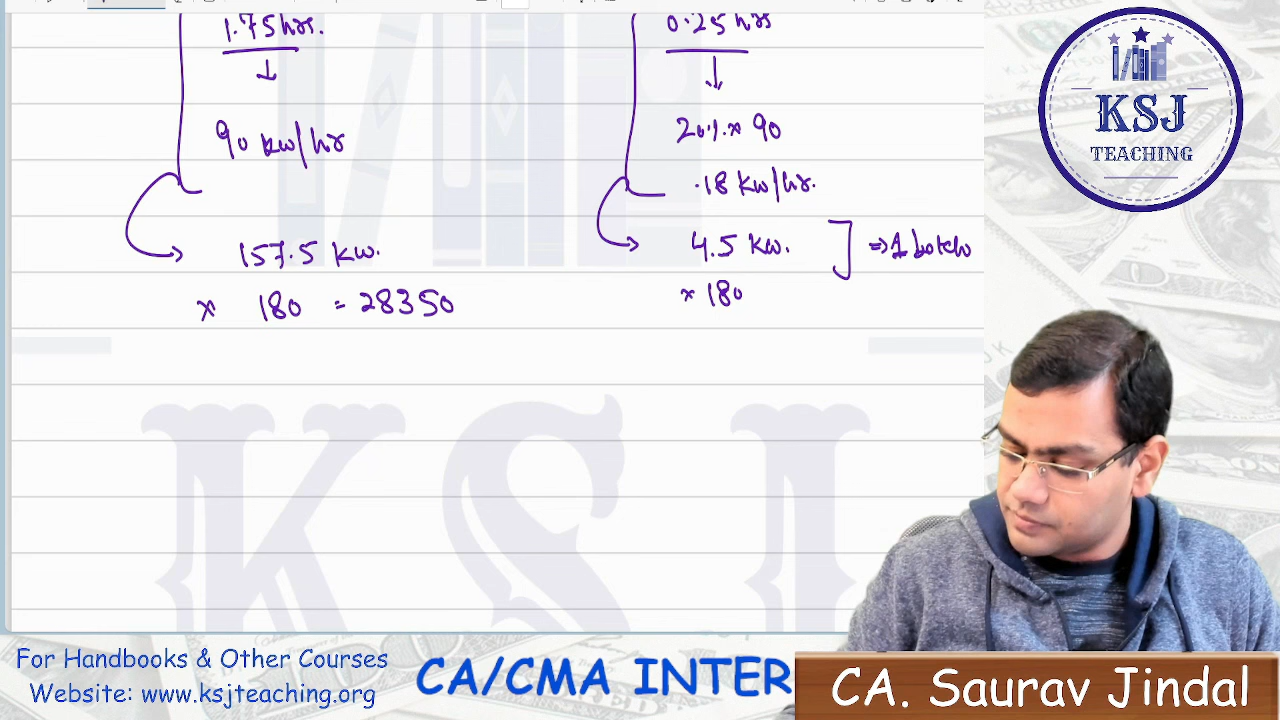 1.75 hrs.
↓
90 kw/hr
157.5 kw.
x 180 = 28350
0.25 hrs
↓
20% x 90
.18 kw/hr.
4.5 kw. ] ⇒ 1 batch
x 180
KSJ
KSJ
TEACHING
For Handbooks & Other Courses
Website: www.ksjteaching.org
CA/CMA INTER
CA. Saurav Jindal